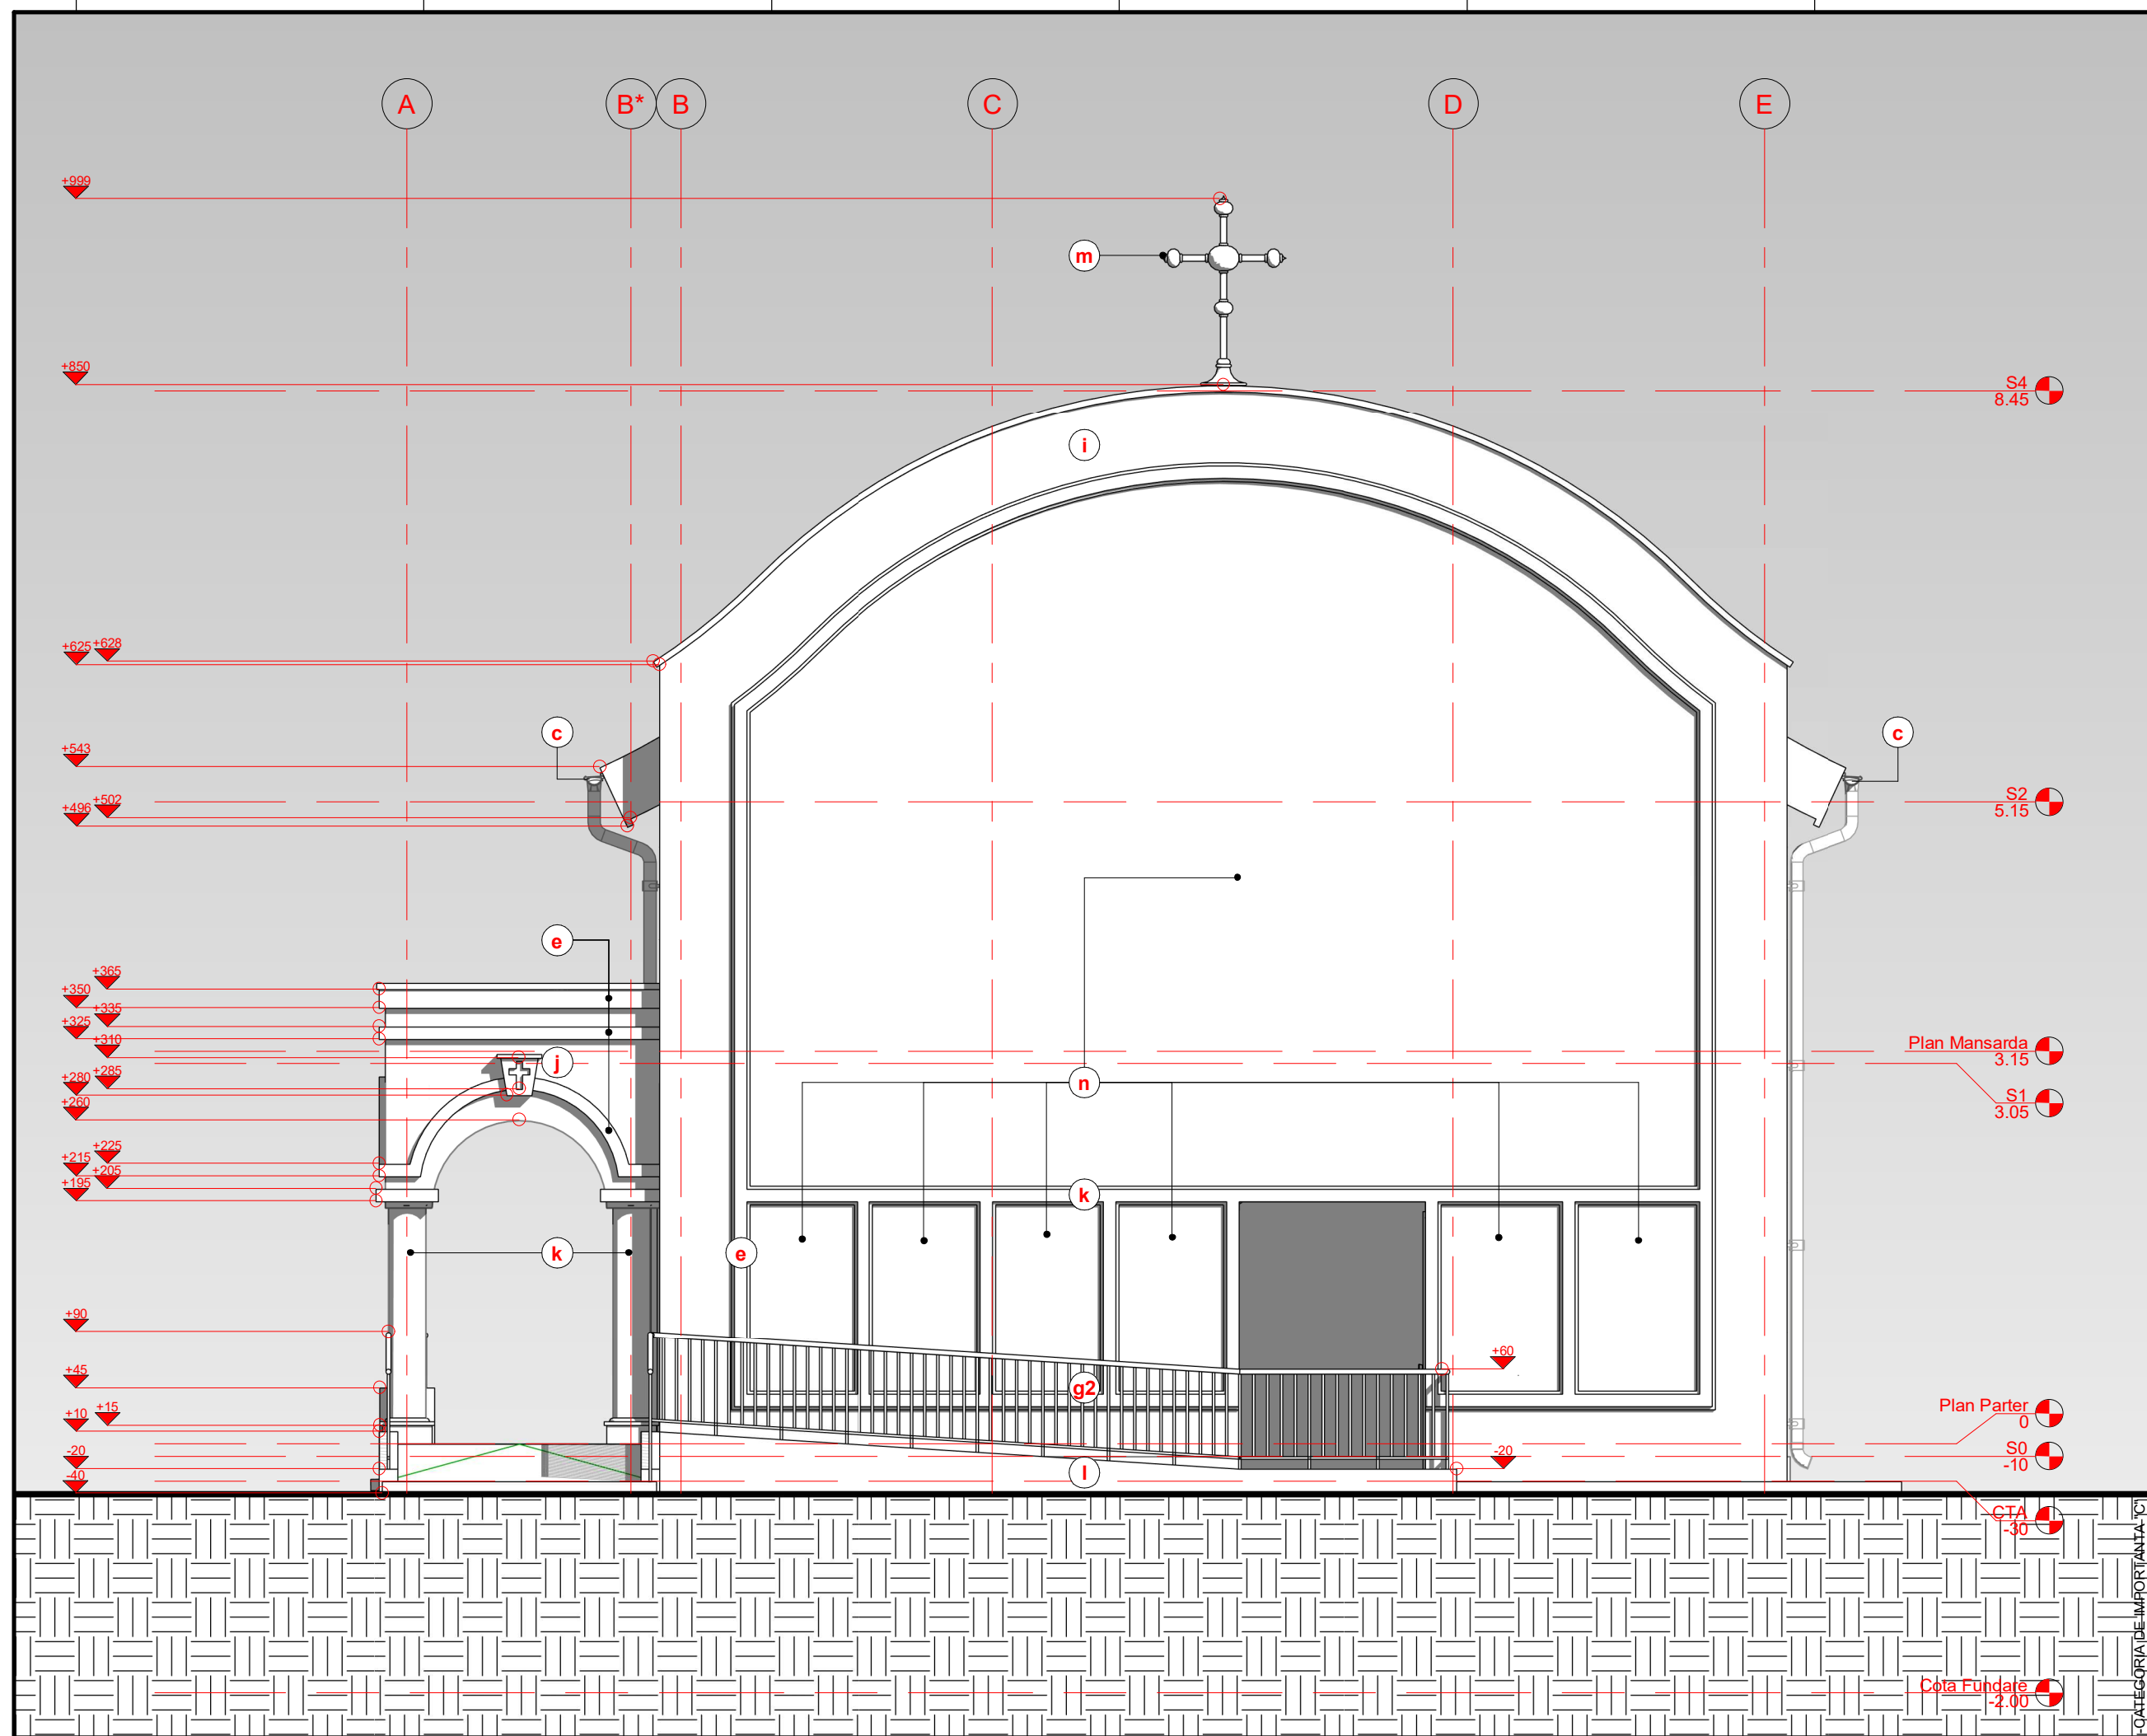 A
B*
B
C
D
E
+999
m
+850
S4
8.45
i
+625
+628
c
c
+543
+502
+496
S2
5.15
e
+365
+350
+335
+325
+310
Plan Mansarda
3.15
j
+285
+280
n
+260
S1
3.05
+225
+215
+205
+195
k
k
e
+90
+60
+45
g2
+15
+10
Plan Parter
0
-20
-20
S0
-10
l
-40
CTA
-30
Cota Fundare
-2.00
CATEGORIA DE IMPORTANTA "C"